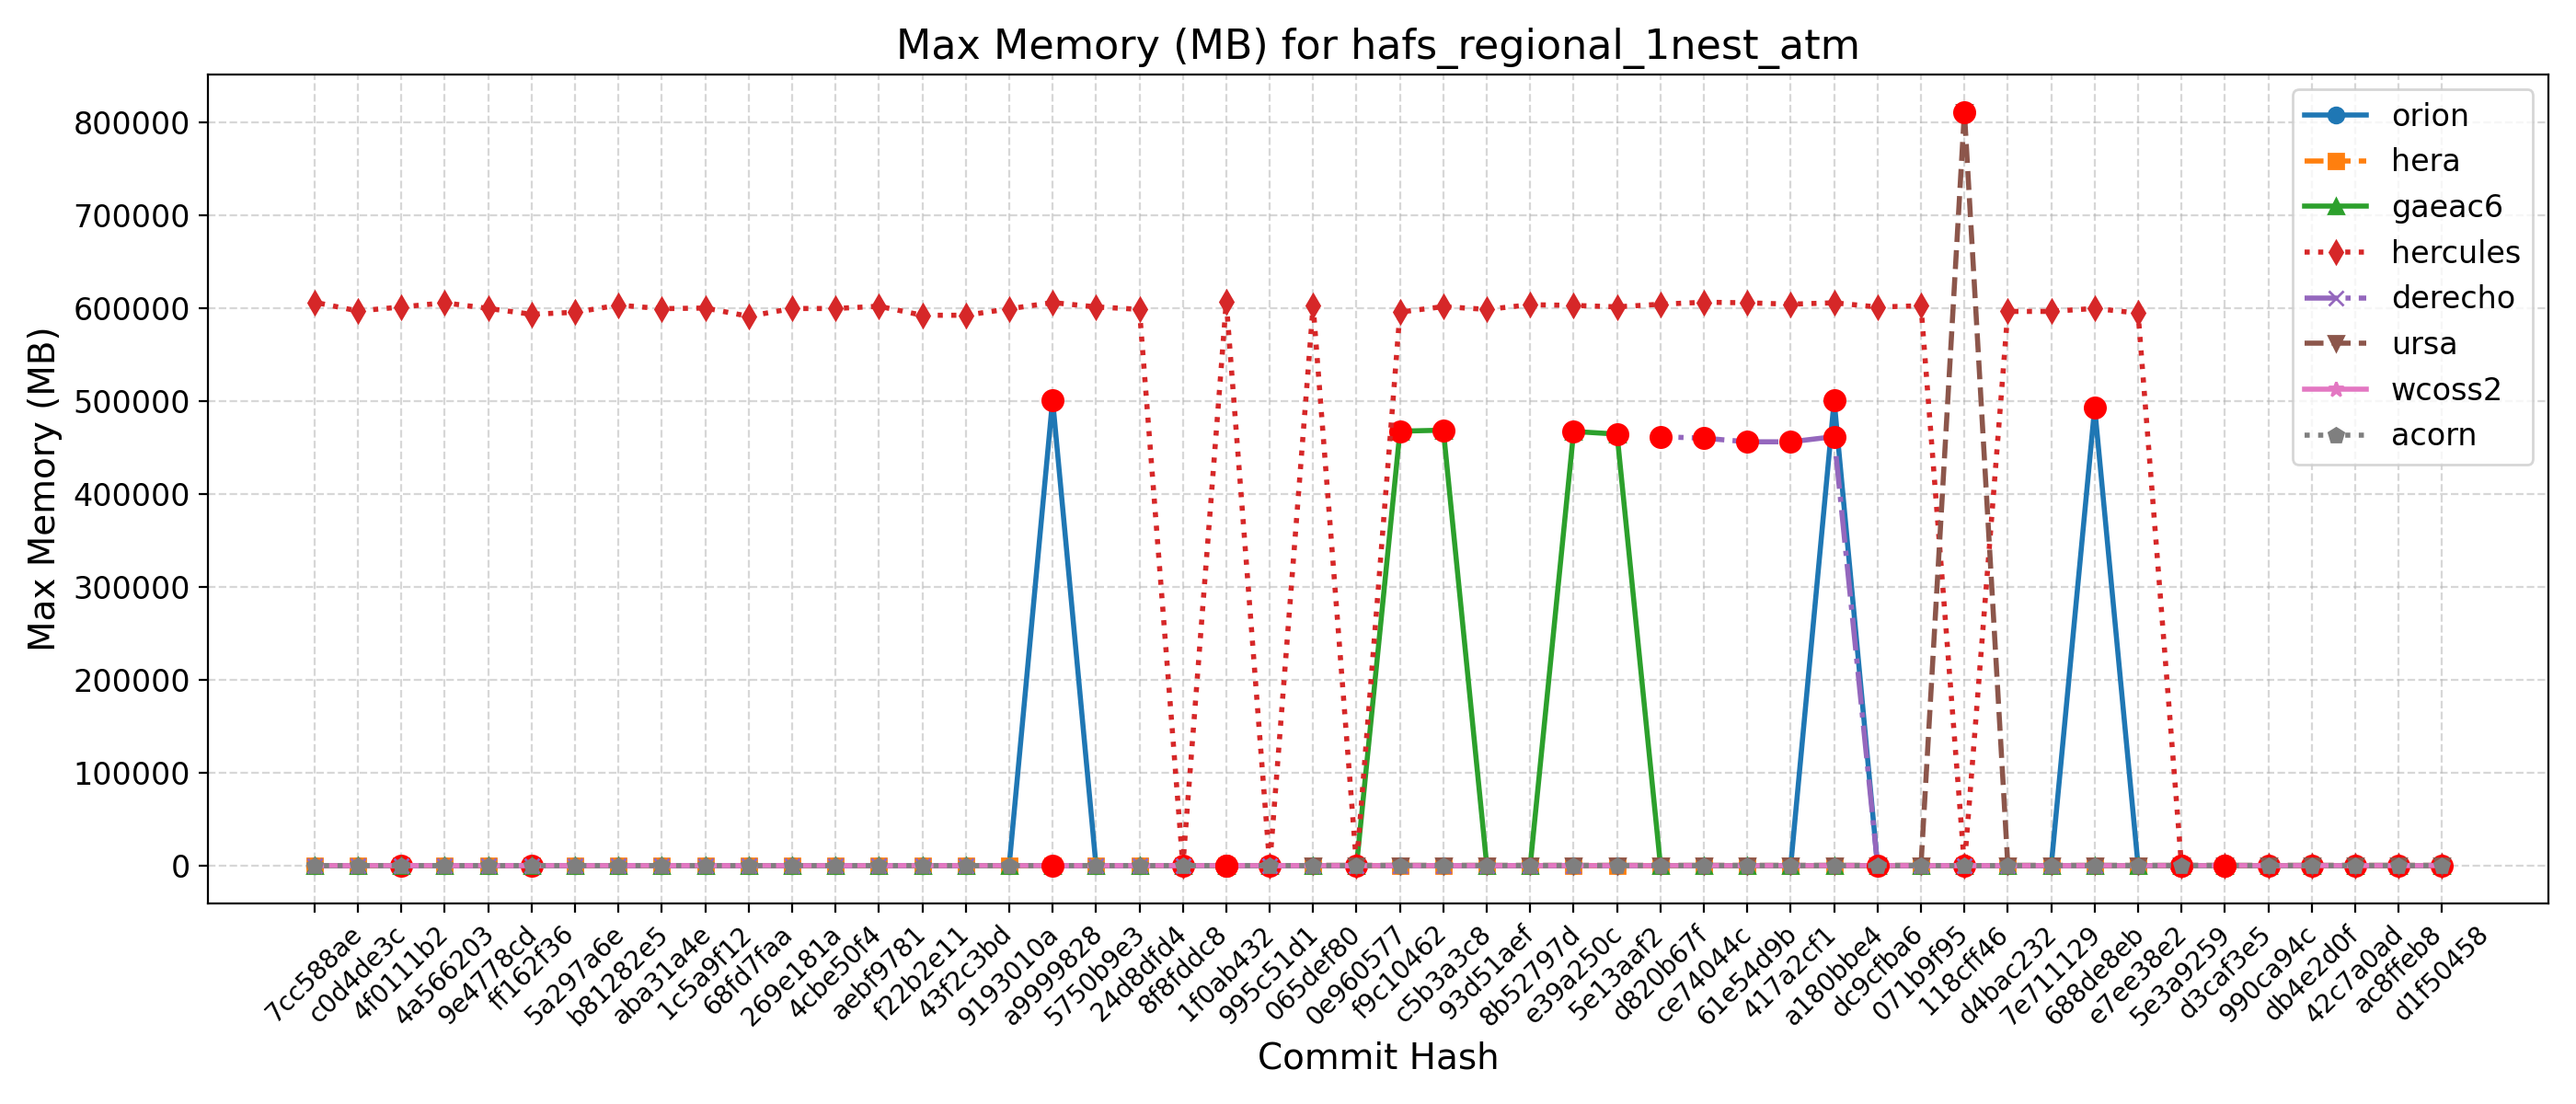 Max Memory (MB) for hafs_regional_1nest_atm
Max Memory (MB)
800000
700000
600000
500000
400000
300000
200000
100000
0
orion
hera
gaeac6
hercules
derecho
ursa
wcoss2
acorn
7cc588ae
c0d4de3c
4f0111b2
4a566203
9e4778cd
ff162f36
5a297a6e
b81282e5
aba31a4e
1c5a9f12
68fd7faa
269e181a
4cbe50f4
aebf9781
f22b2e11
43f2c3bd
9193010a
a9999828
5750b9e3
24d8dfd4
8f8fddc8
1f0ab432
995c51d1
065def80
0e960577
f9c10462
c5b3a3c8
93d51aef
8b52797d
e39a250c
5e13aaf2
d820b67f
ce74044c
61e54d9b
417a2cf1
a180bbe4
dc9cfba6
071b9f95
118cff46
d4bac232
7e711129
688de8eb
e7ee38e2
5e3a9259
d3caf3e5
990ca94c
db4e2d0f
42c7a0ad
ac8ffeb8
d1f50458
Commit Hash